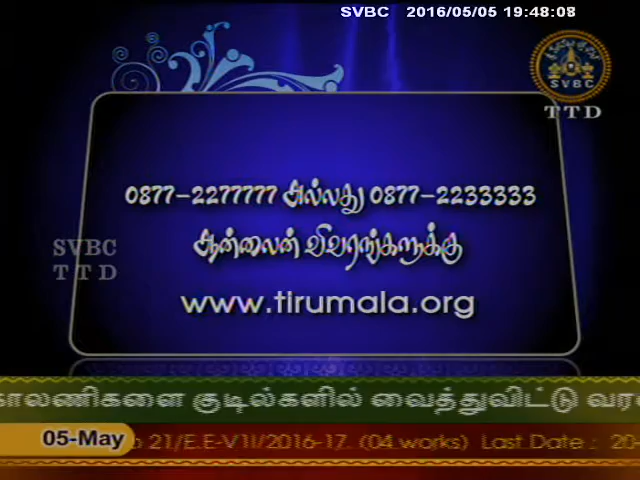 SVBC 2016/05/05 19:48:08
SVBC
TTD
0877-2277777 அல்லது 0877-2233333
ஆன்லைன் விவரங்களுக்கு
SVBC
TTD
www.tirumala.org
காலணிகளை குடில்களில் வைத்துவிட்டு வர
05-May 21/E.E-VII/2016-17. (04 works) Last Date : 20-